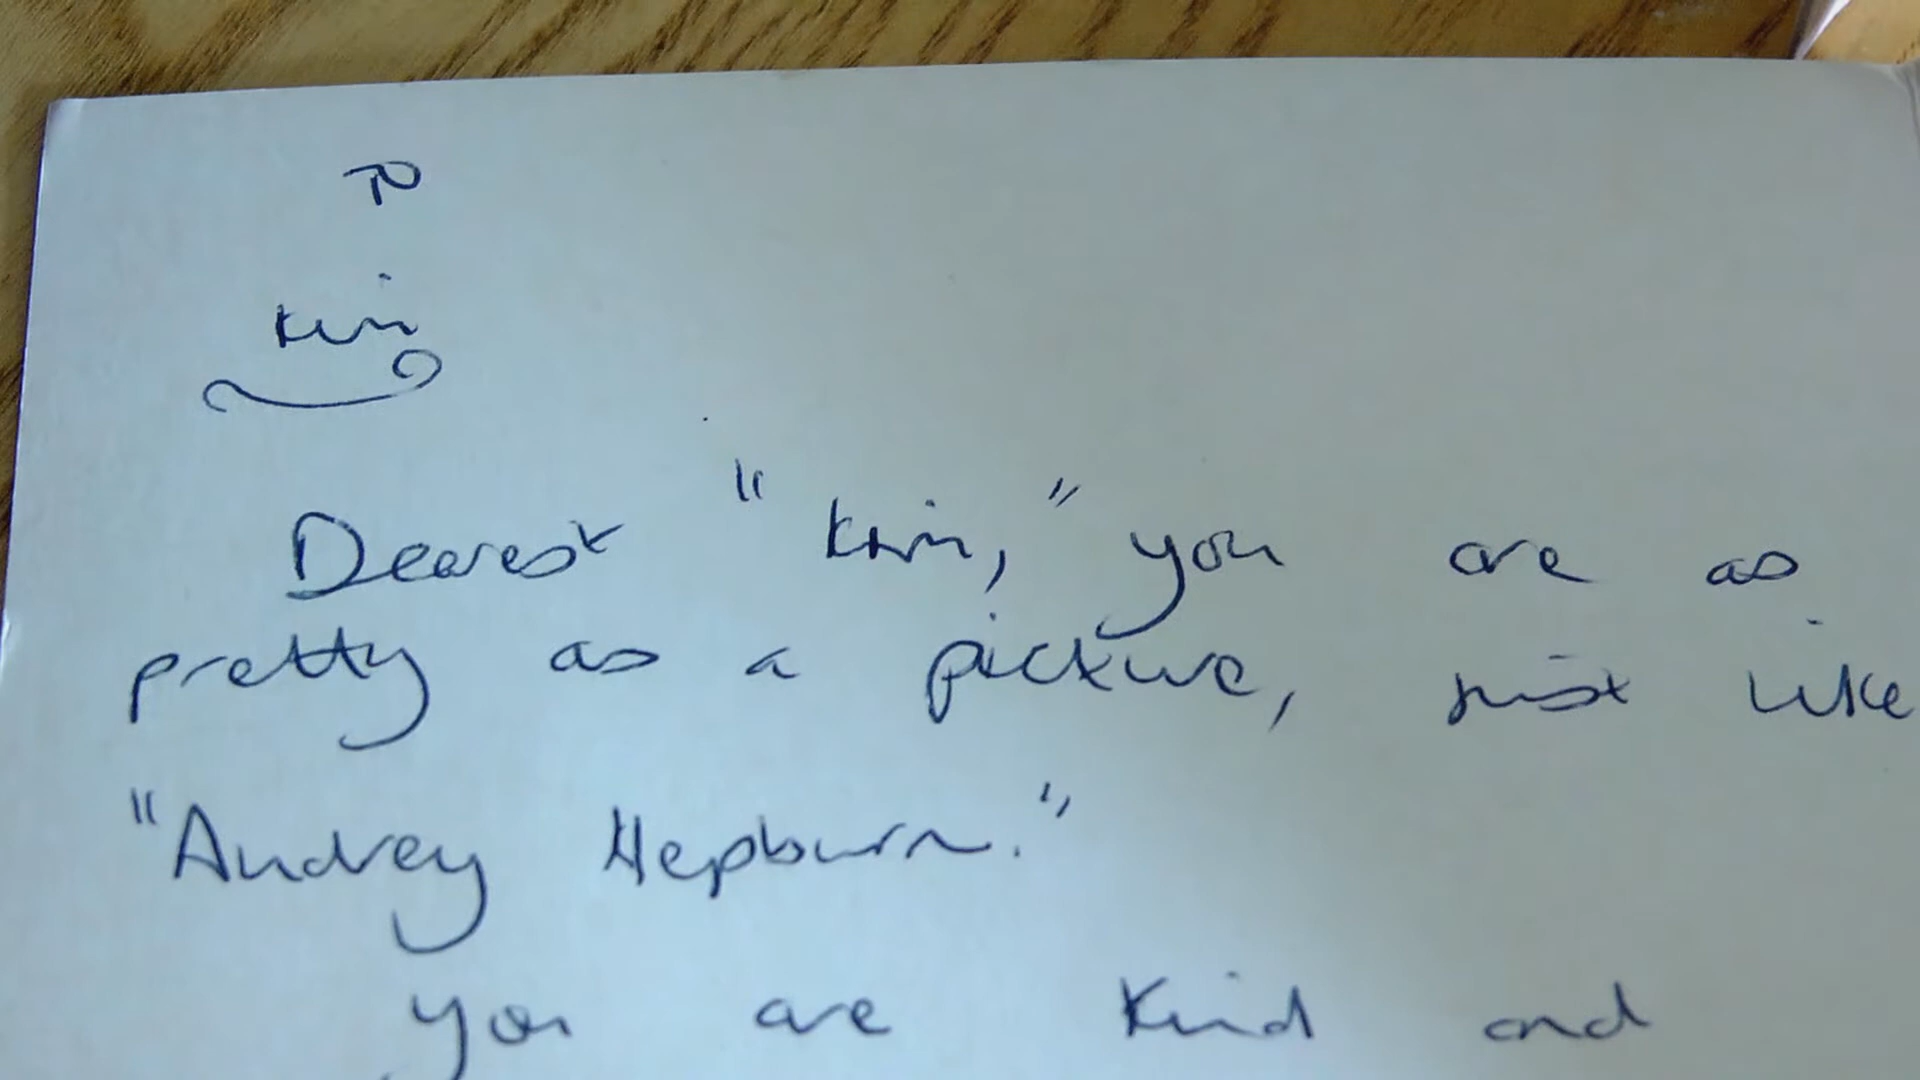 To
Kim
Dearest "Kim," you are as
pretty as a picture, just like
"Audrey Hepburn."
you are kind and